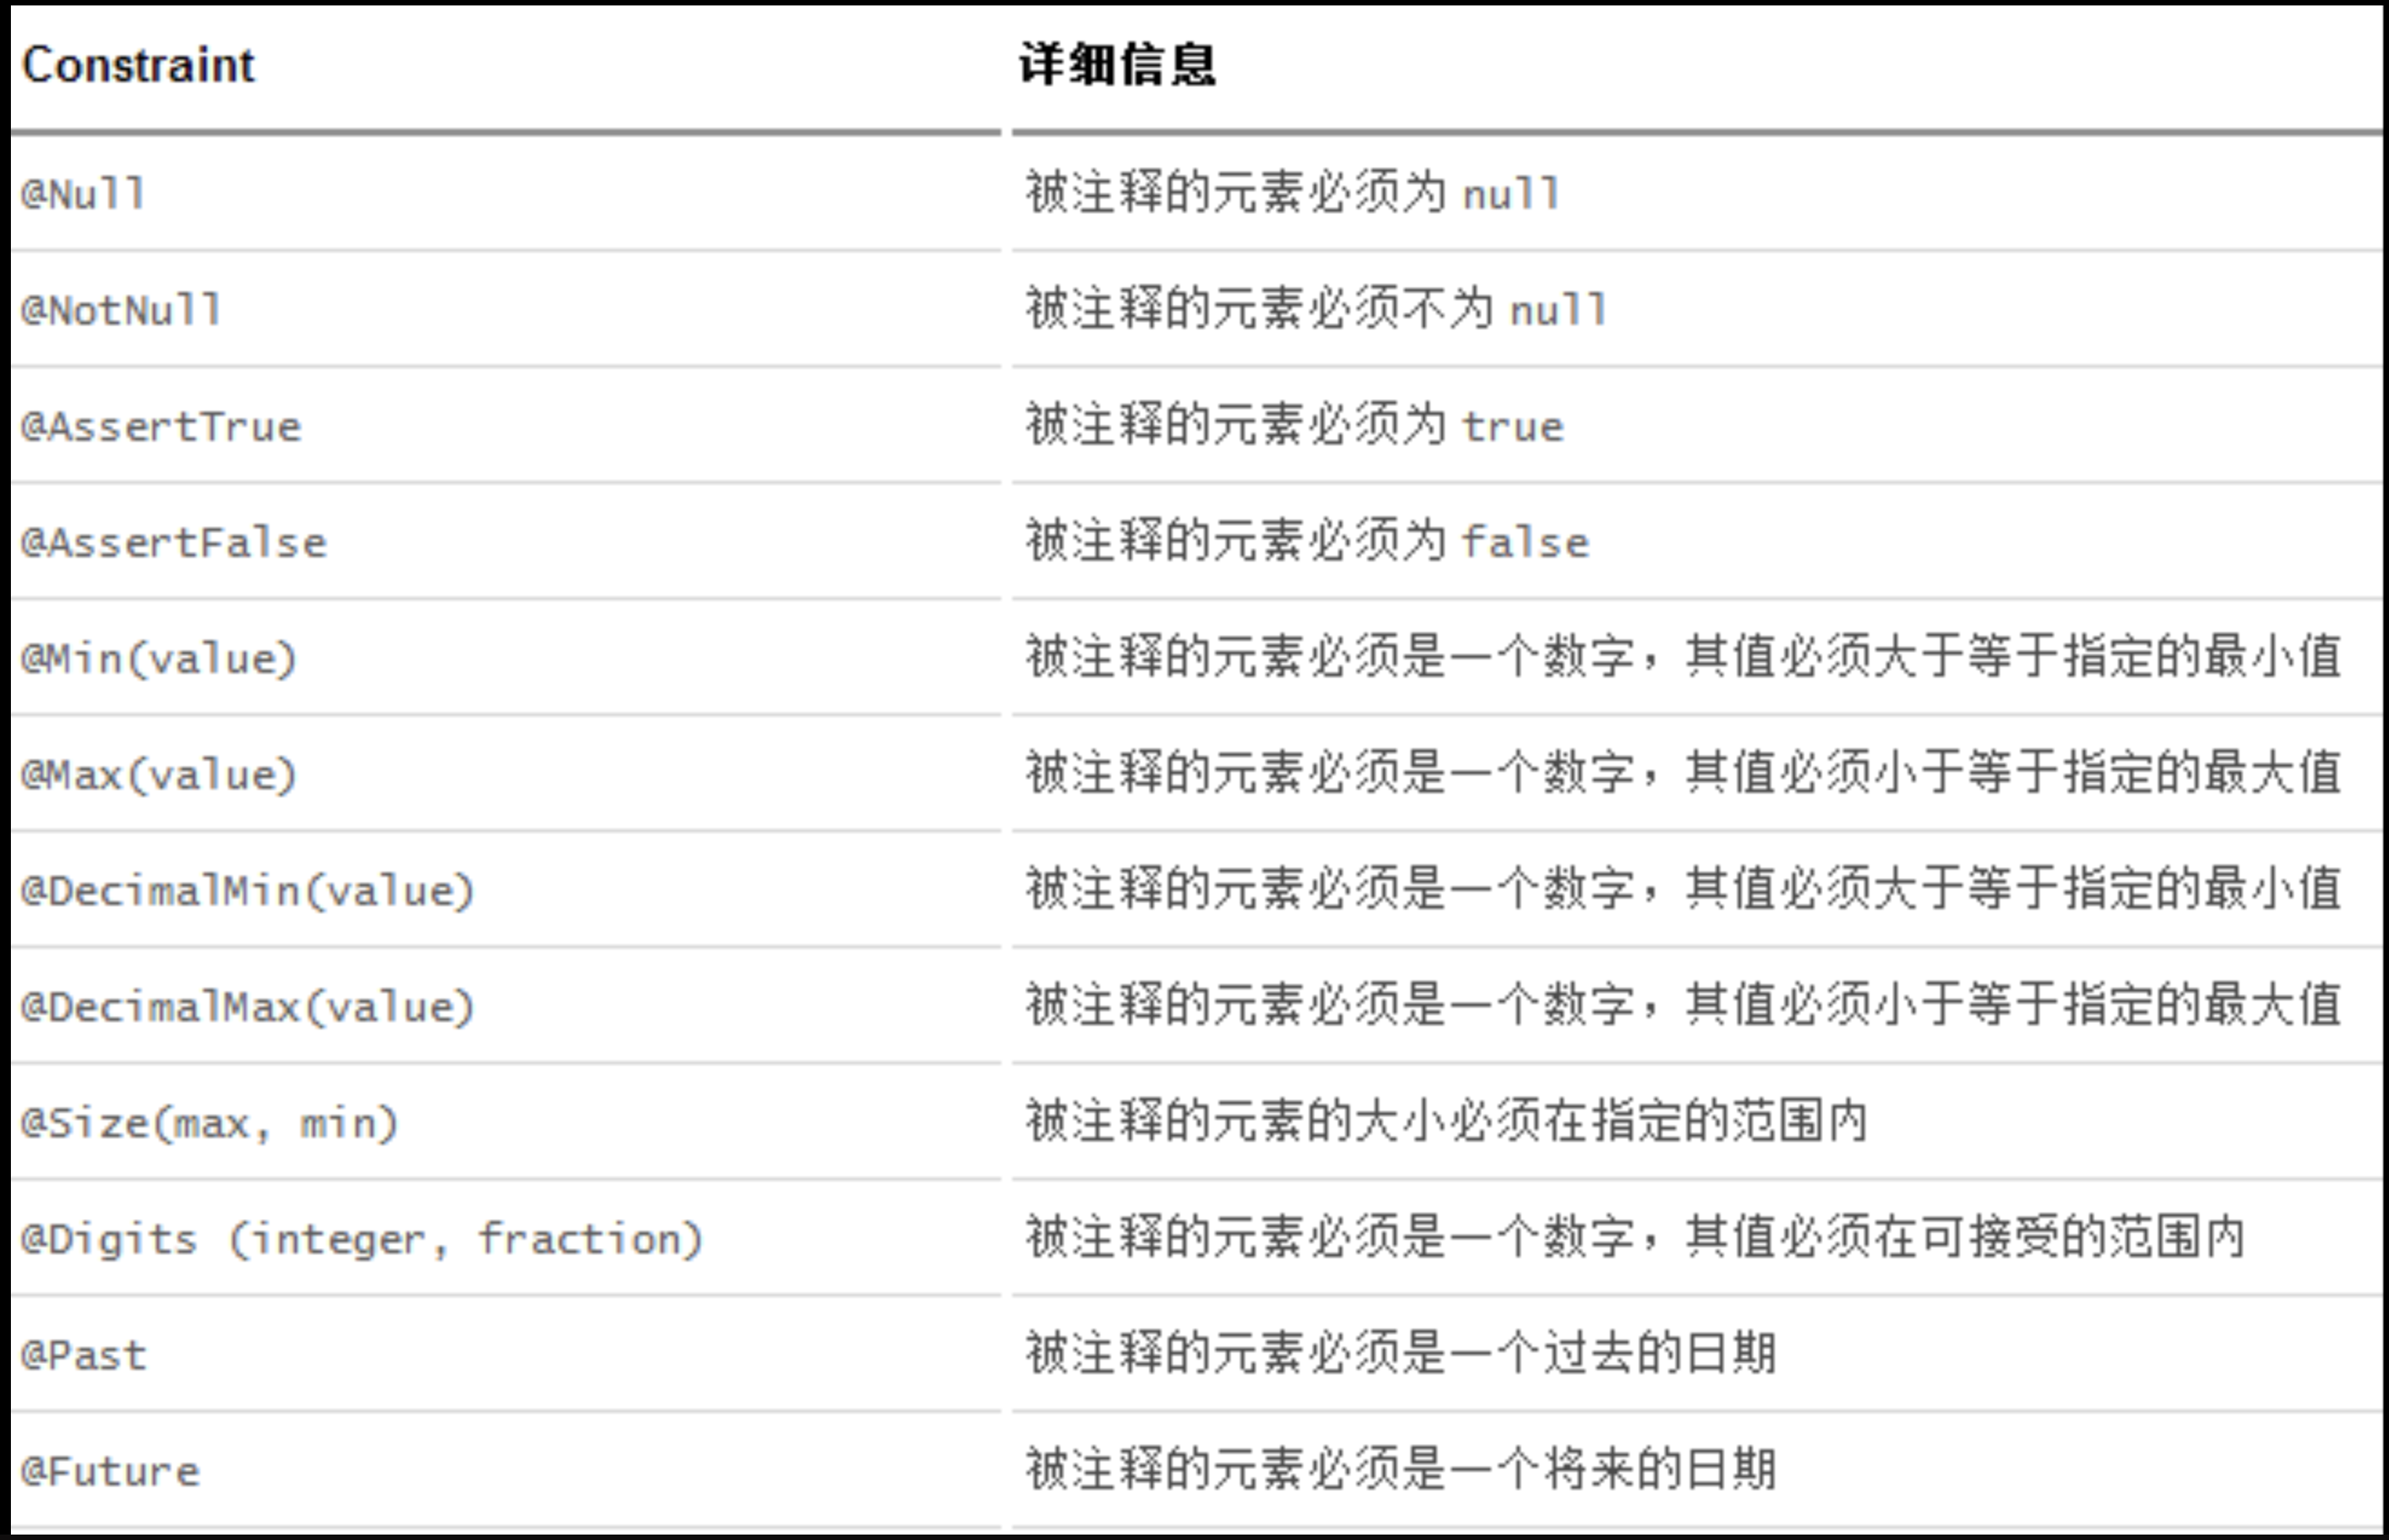 Constraint 详细信息
@Null 被注释的元素必须为 null
@NotNull 被注释的元素必须不为 null
@AssertTrue 被注释的元素必须为 true
@AssertFalse 被注释的元素必须为 false
@Min(value) 被注释的元素必须是一个数字，其值必须大于等于指定的最小值
@Max(value) 被注释的元素必须是一个数字，其值必须小于等于指定的最大值
@DecimalMin(value) 被注释的元素必须是一个数字，其值必须大于等于指定的最小值
@DecimalMax(value) 被注释的元素必须是一个数字，其值必须小于等于指定的最大值
@Size(max, min) 被注释的元素的大小必须在指定的范围内
@Digits (integer, fraction) 被注释的元素必须是一个数字，其值必须在可接受的范围内
@Past 被注释的元素必须是一个过去的日期
@Future 被注释的元素必须是一个将来的日期